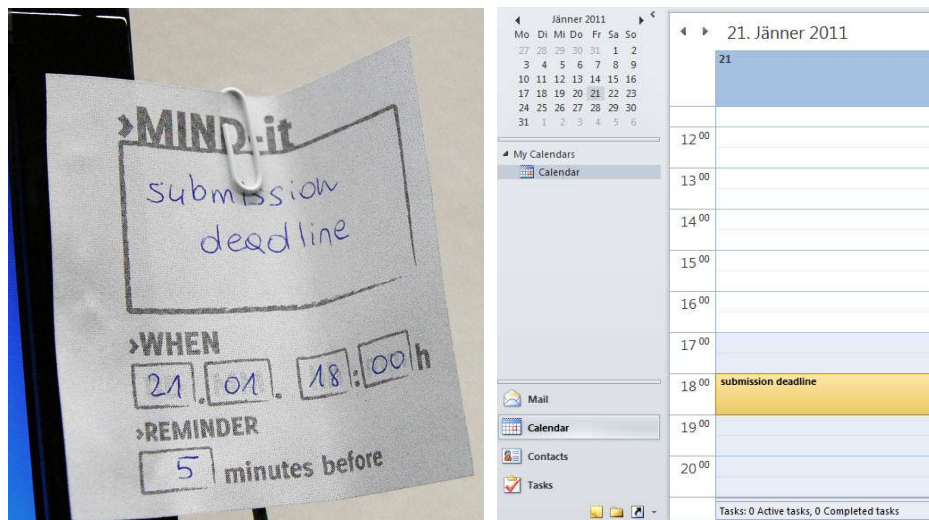 ›MIND-it
submission
deadline
›WHEN
21.01. 18:00h
›REMINDER
5 minutes before
Jänner 2011
Mo Di Mi Do Fr Sa So
27 28 29 30 31 1 2
3 4 5 6 7 8 9
10 11 12 13 14 15 16
17 18 19 20 21 22 23
24 25 26 27 28 29 30
31 1 2 3 4 5 6
My Calendars
Calendar
Mail
Calendar
Contacts
Tasks
21. Jänner 2011
21
12 00
13 00
14 00
15 00
16 00
17 00
18 00 submission deadline
19 00
20 00
Tasks: 0 Active tasks, 0 Completed tasks